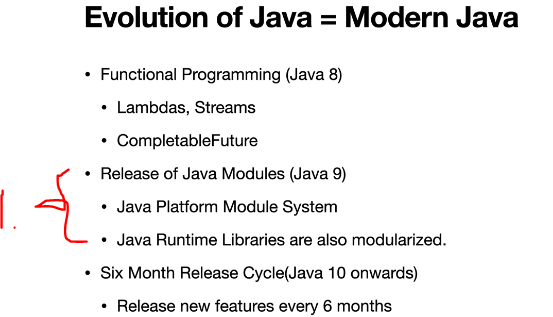 Evolution of Java = Modern Java
• Functional Programming (Java 8)
• Lambdas, Streams
• CompletableFuture
1.
• Release of Java Modules (Java 9)
• Java Platform Module System
• Java Runtime Libraries are also modularized.
• Six Month Release Cycle(Java 10 onwards)
• Release new features every 6 months